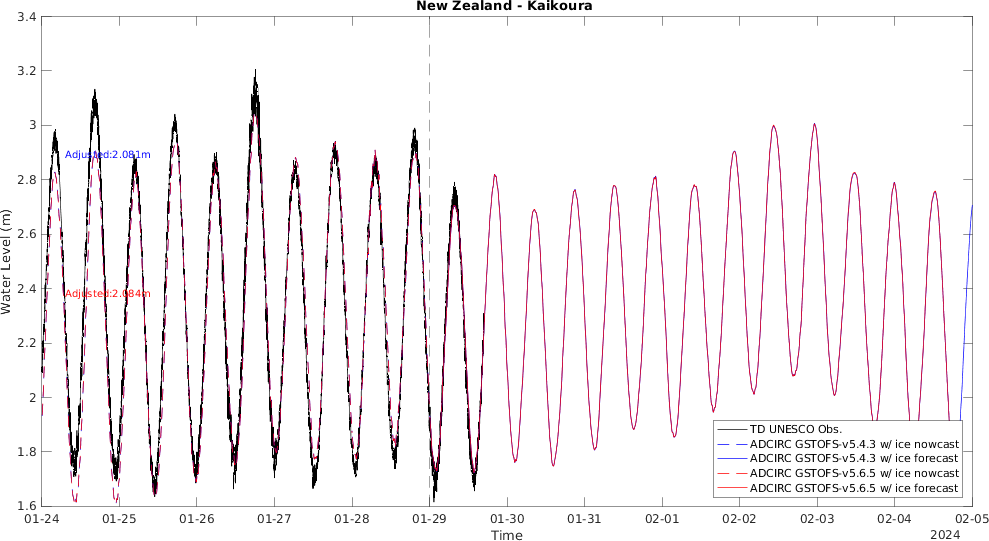 New Zealand - Kaikoura
3.4
3.2
3
2.8
2.6
2.4
2.2
2
1.8
1.6
Water Level (m)
Adjusted:2.081m
Adjusted:2.084m
TD UNESCO Obs.
ADCIRC GSTOFS-v5.4.3 w/ ice nowcast
ADCIRC GSTOFS-v5.4.3 w/ ice forecast
ADCIRC GSTOFS-v5.6.5 w/ ice nowcast
ADCIRC GSTOFS-v5.6.5 w/ ice forecast
01-24 01-25 01-26 01-27 01-28 01-29 01-30 01-31 02-01 02-02 02-03 02-04 02-05
Time
2024